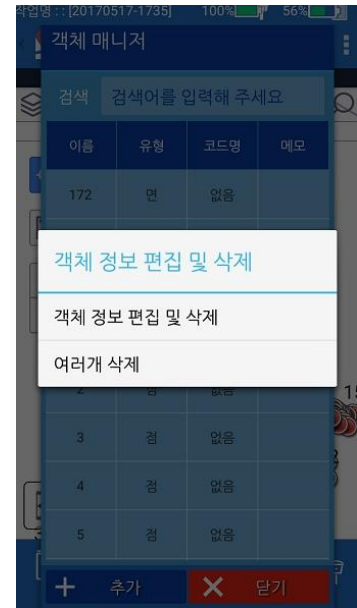 작업명 : : [20170517-1735] 100% 56%
객체 매니저
검색 검색어를 입력해 주세요
이름 유형 코드명 메모
172 면 없음
객체 정보 편집 및 삭제
객체 정보 편집 및 삭제
여러개 삭제
2 점 없음
3 점 없음
4 점 없음
5 점 없음
+ 추가 X 닫기